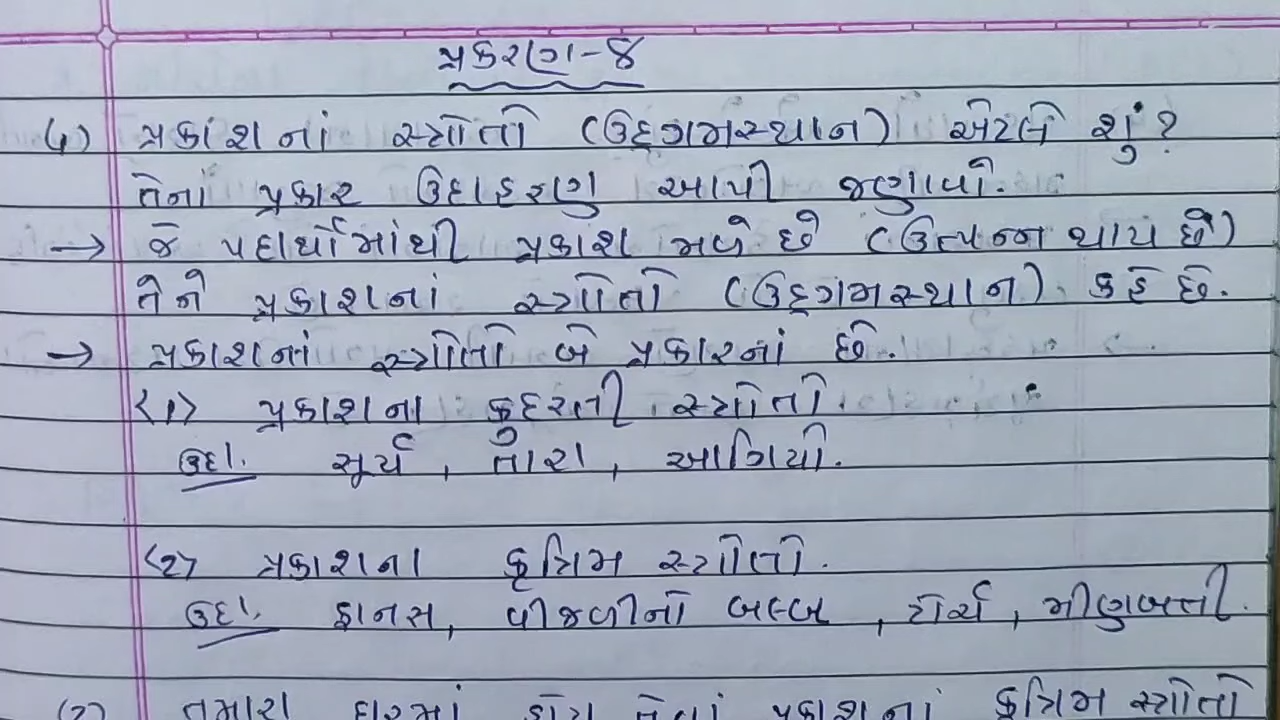 પ્રકરણ-૪
(૧) પ્રકાશનાં સ્ત્રોતો (ઉદ્દગમસ્થાન) એટલે શું?
તેના પ્રકાર ઉદાહરણ આપી જણાવો.
→ જે પદાર્થોમાંથી પ્રકાશ મળે છે (ઉત્પન્ન થાય છે)
તેને પ્રકાશનાં સ્ત્રોતો (ઉદ્દગમસ્થાન) કહે છે.
→ પ્રકાશનાં સ્ત્રોતો બે પ્રકારનાં છે.
<૧> પ્રકાશના કુદરતી સ્ત્રોતો.
ઉદા. સૂર્ય, તારા, આગિયો.
<૨> પ્રકાશના કૃત્રિમ સ્ત્રોતો.
ઉદા. ફાનસ, વીજળીનો બલ્બ, ટોર્ચ, મીણબત્તી.
(૨) તમારા ઘરમાં હોય તેવાં પ્રકાશનાં કૃત્રિમ સ્ત્રોતો